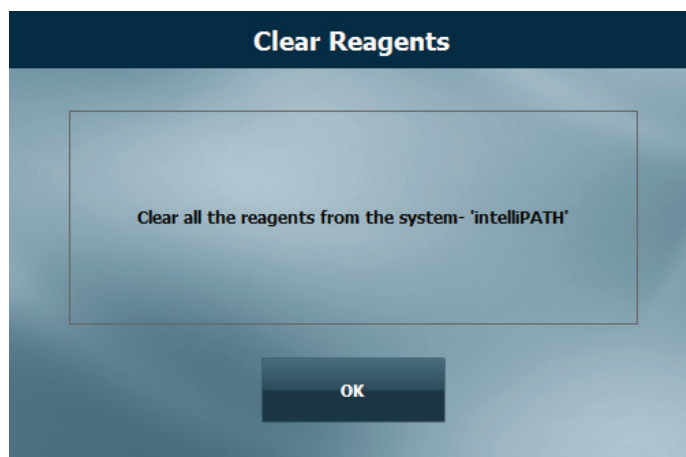 Clear Reagents
Clear all the reagents from the system- 'intelliPATH'
OK